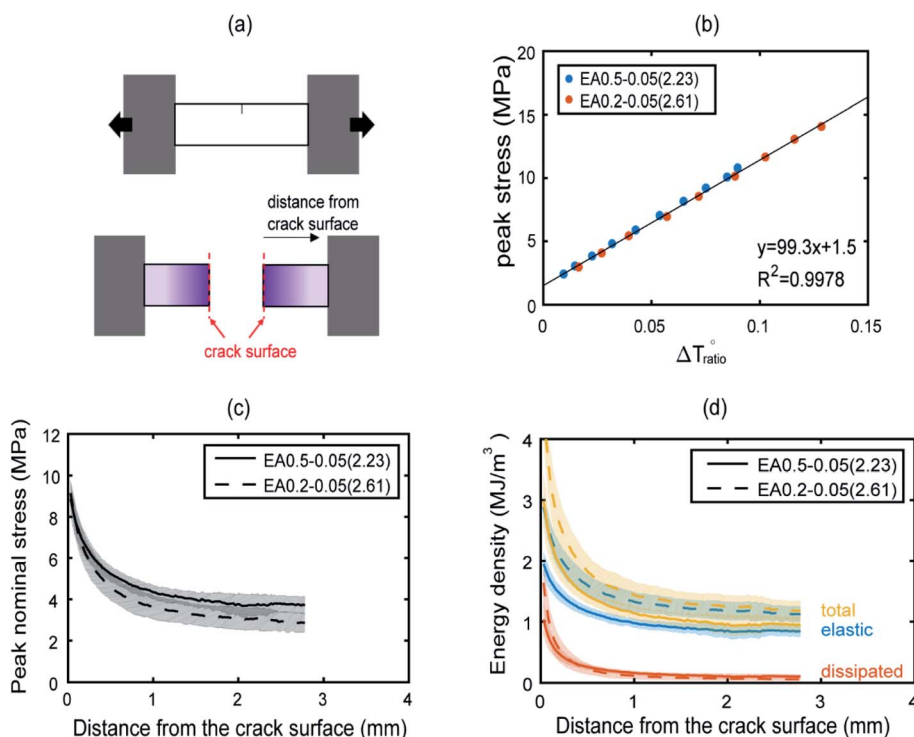 (a)
distance from
crack surface
crack surface
(b)
peak stress (MPa)
20
15
10
5
0
EA0.5-0.05(2.23)
EA0.2-0.05(2.61)
y=99.3x+1.5
R²=0.9978
0 0.05 0.1 0.15
ΔT°ratio
(c)
Peak nominal stress (MPa)
12
10
8
6
4
2
0
EA0.5-0.05(2.23)
EA0.2-0.05(2.61)
0 1 2 3 4
Distance from the crack surface (mm)
(d)
Energy density (MJ/m³)
4
3
2
1
0
EA0.5-0.05(2.23)
EA0.2-0.05(2.61)
total
elastic
dissipated
0 1 2 3 4
Distance from the crack surface (mm)